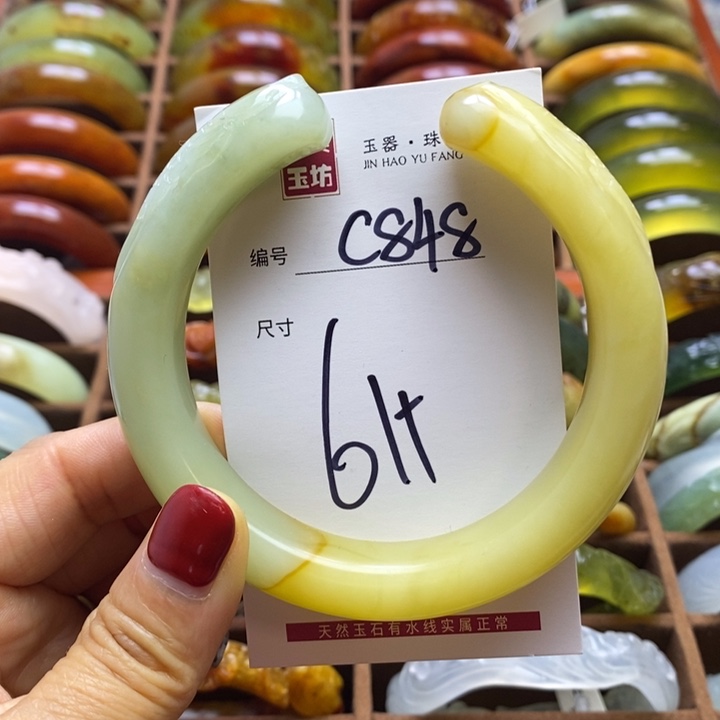 玉坊
玉器·珠
JIN HAO YU FANG
编号 C848
尺寸
61+
天然玉石有水线实属正常